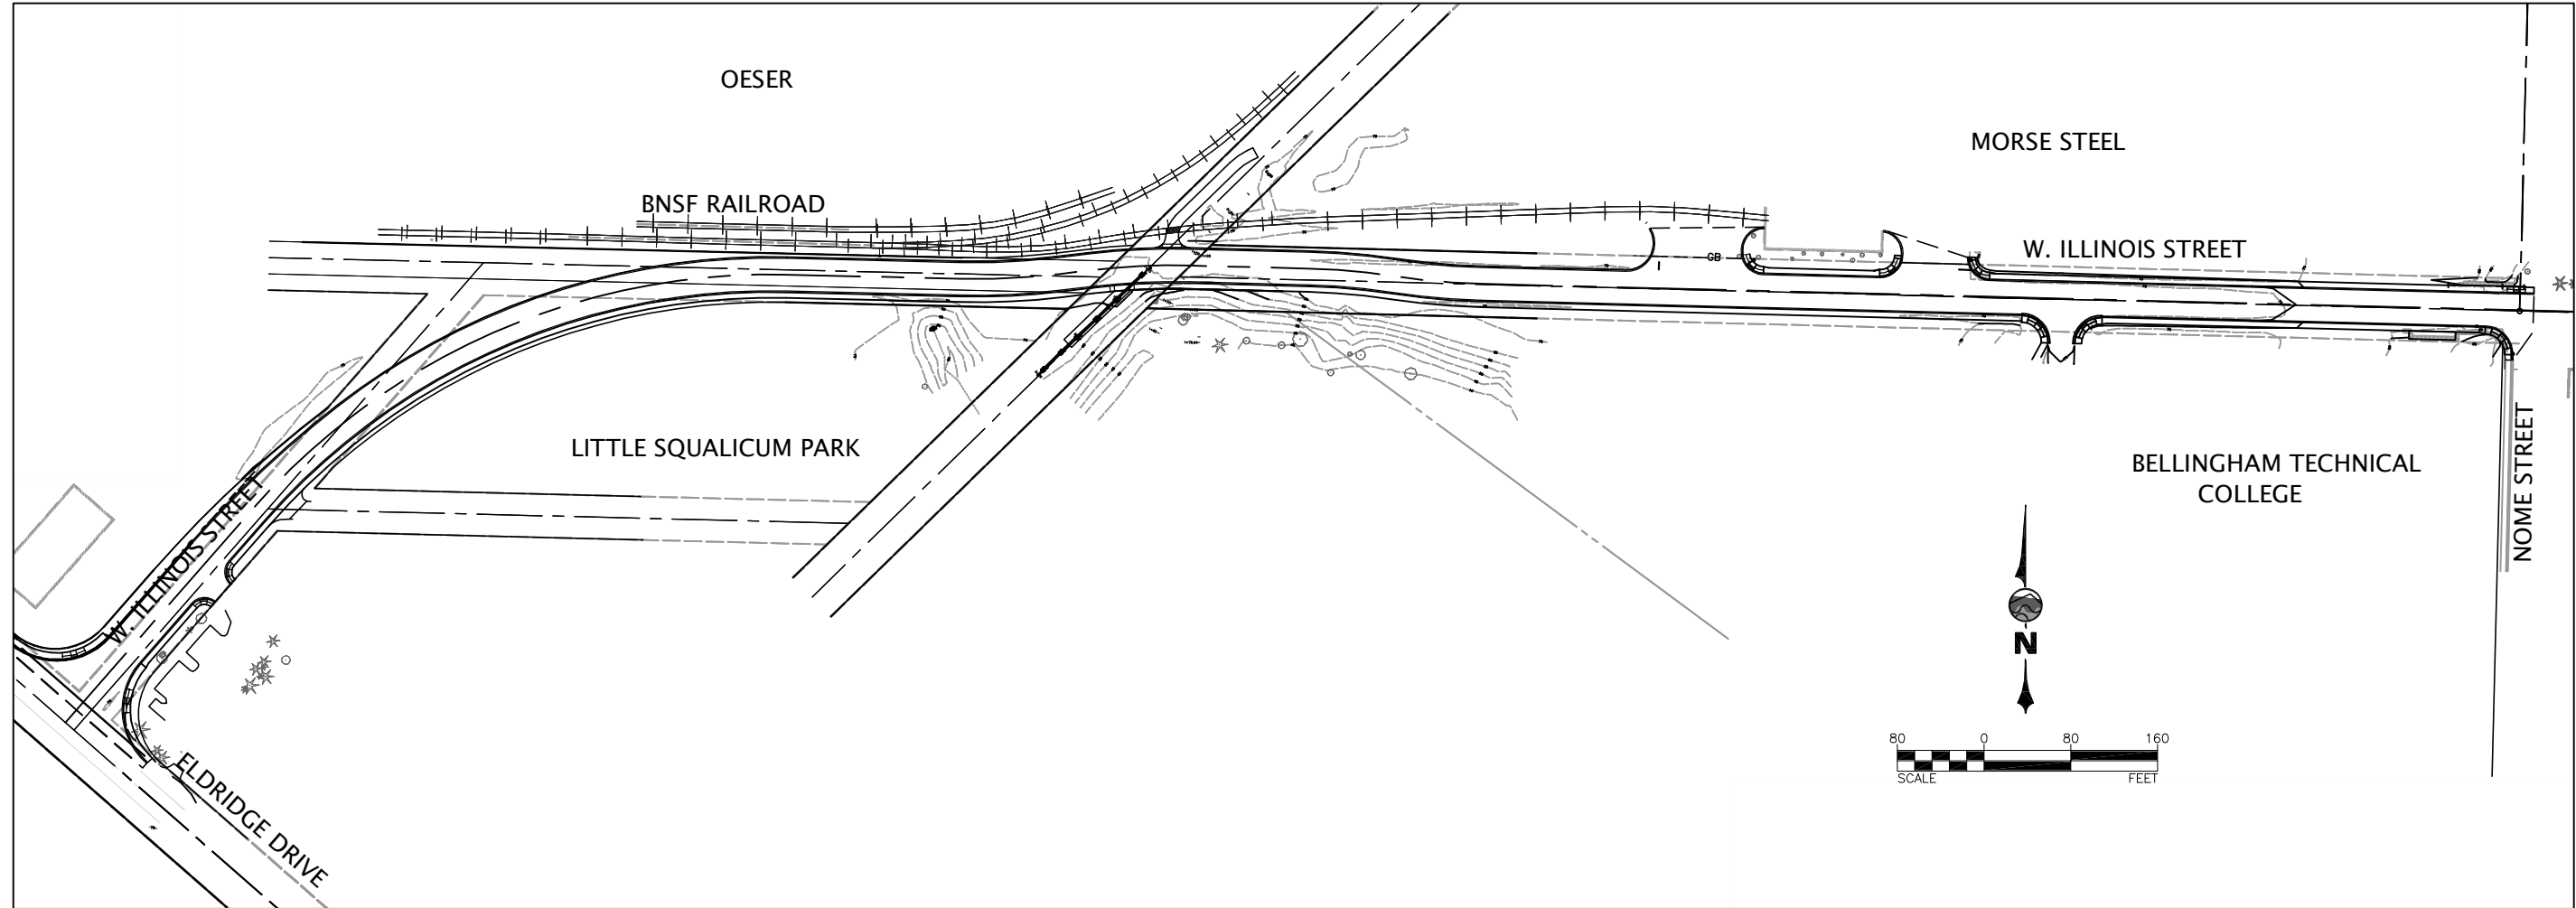 OESER
MORSE STEEL
BNSF RAILROAD
W. ILLINOIS STREET
GB
LITTLE SQUALICUM PARK
BELLINGHAM TECHNICAL
COLLEGE
NOME STREET
W. ILLINOIS STREET
N
80 0 80 160
SCALE FEET
ELDRIDGE DRIVE